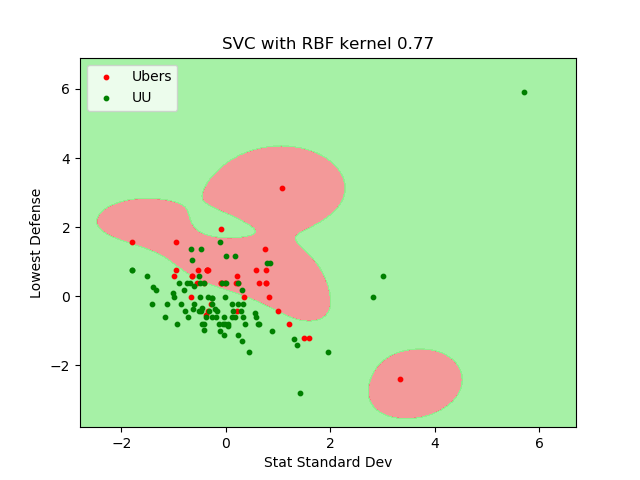 SVC with RBF kernel 0.77
Ubers
UU
6
4
2
0
−2
Lowest Defense
−2 0 2 4 6
Stat Standard Dev